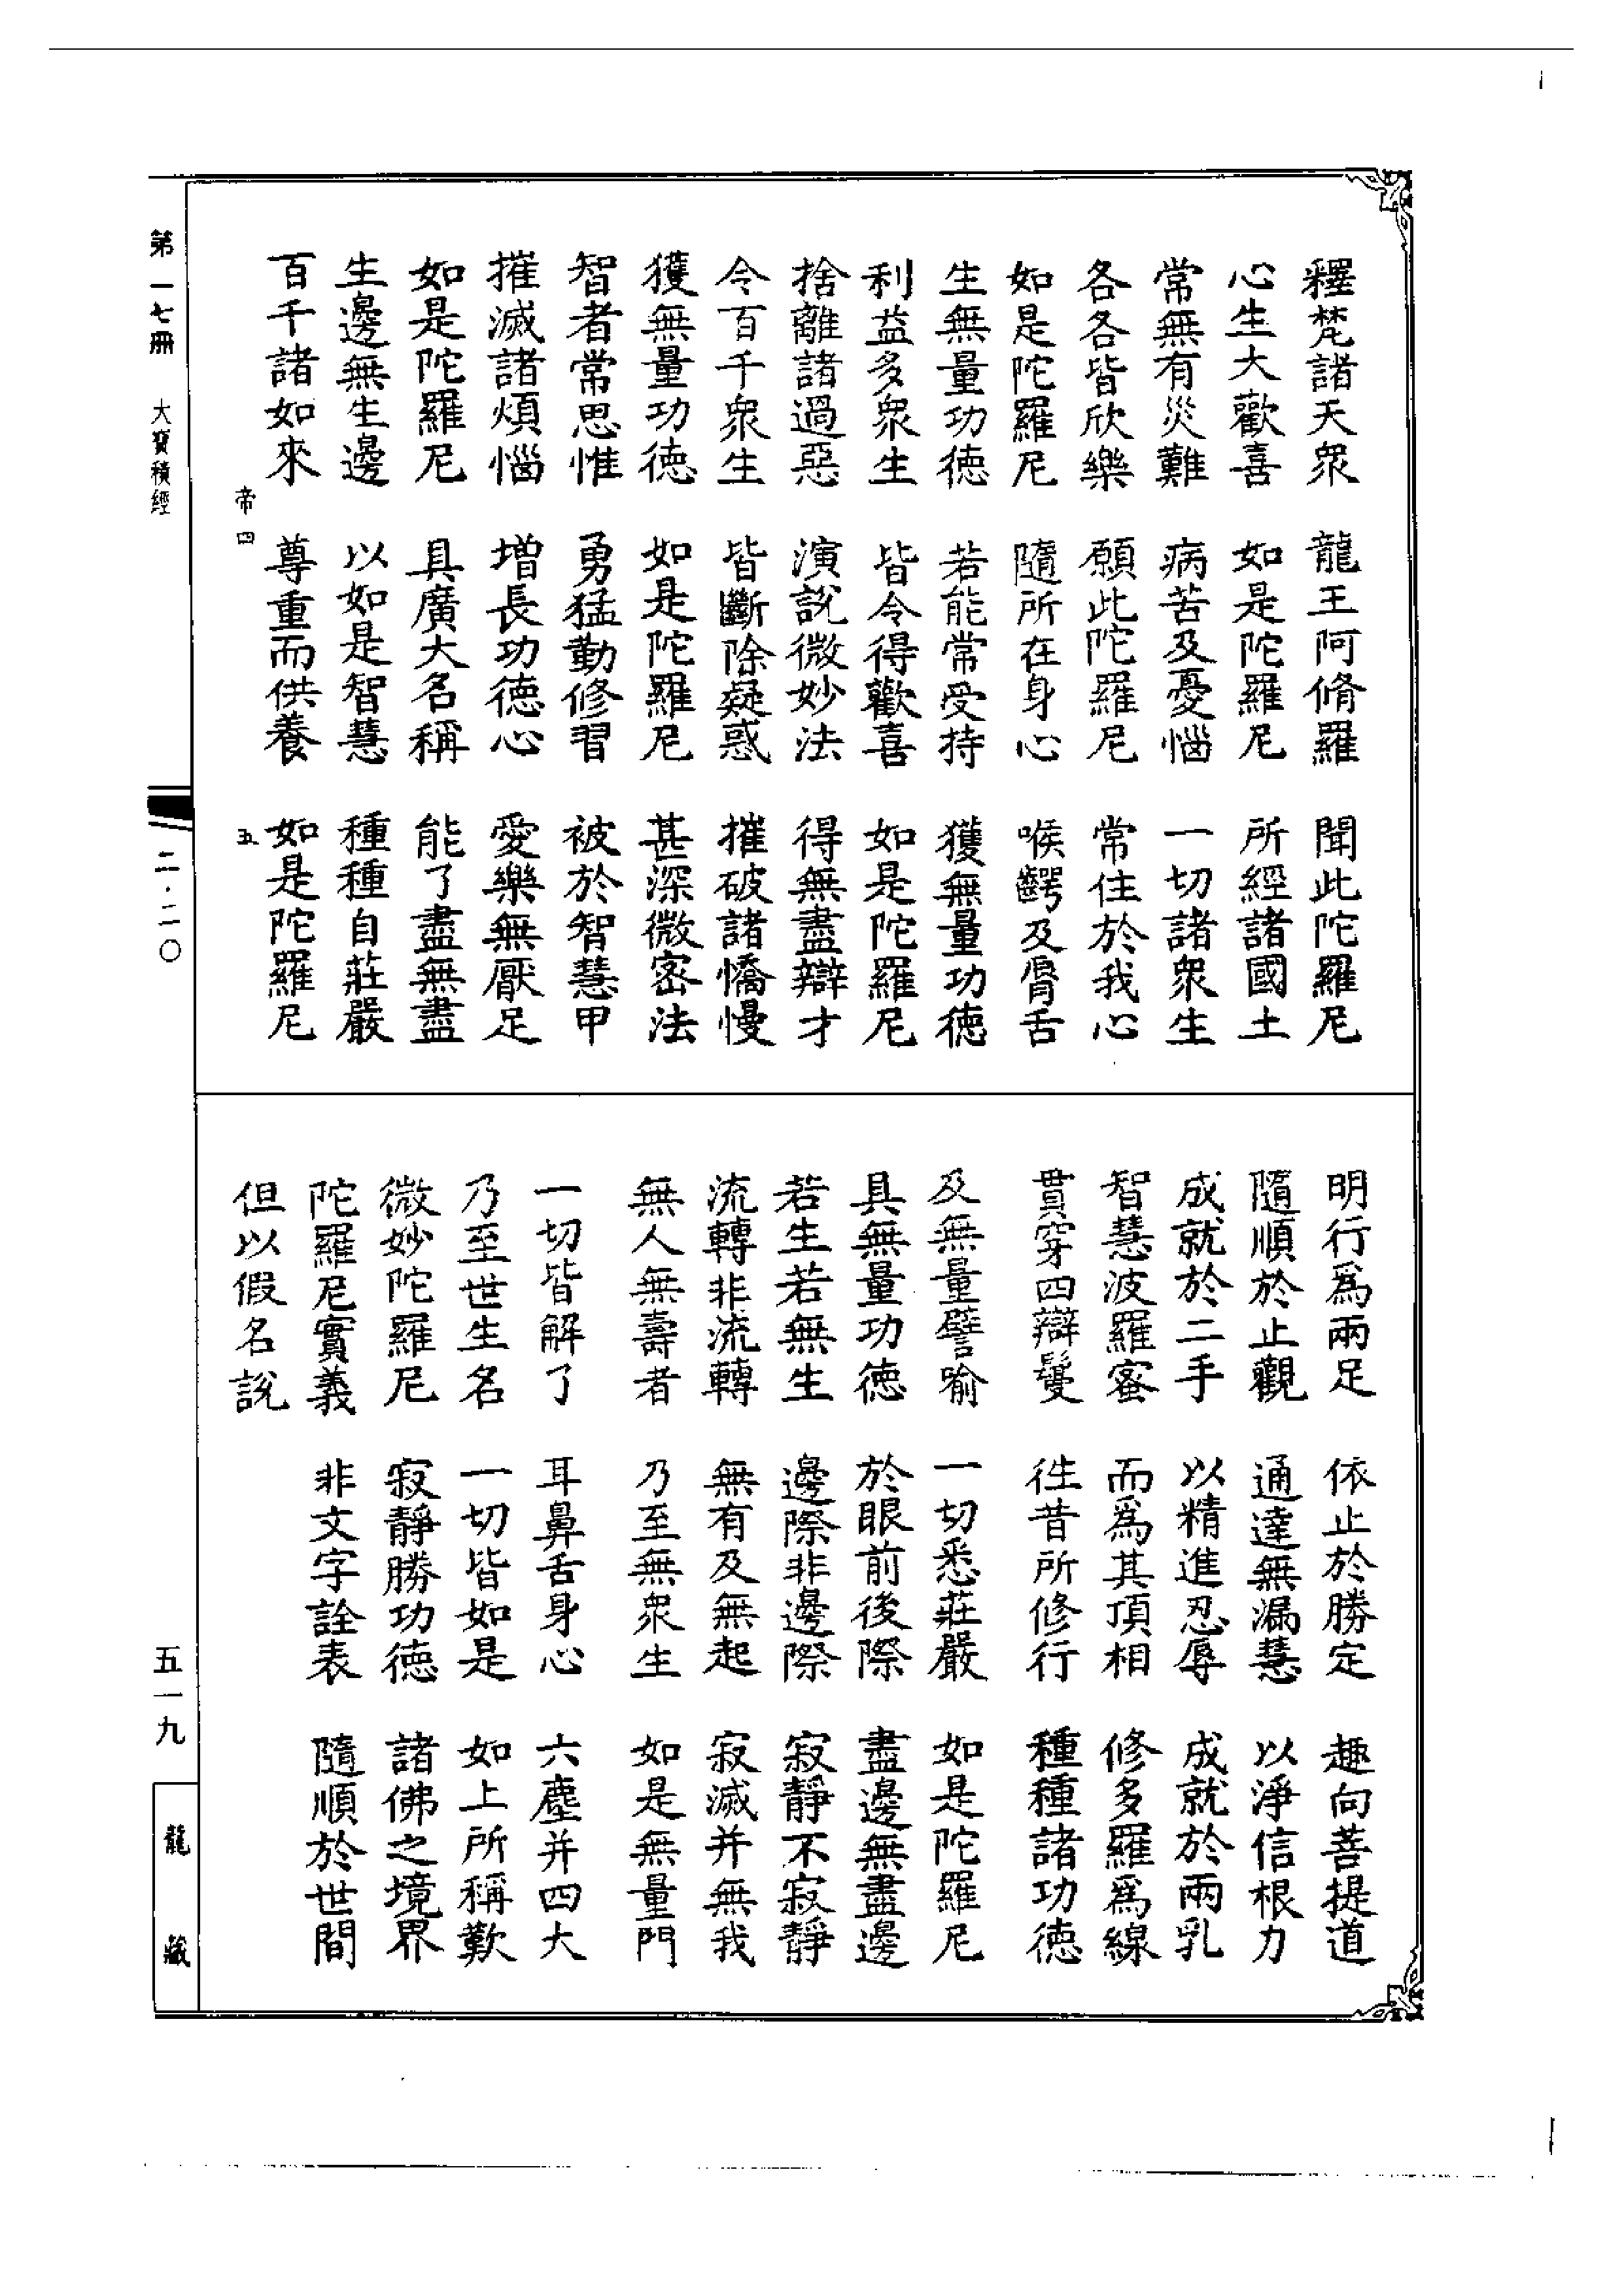 釋梵諸天衆　龍王阿脩羅　聞此陀羅尼
心生大歡喜　如是陀羅尼　所經諸國土
常無有災難　病苦及憂惱　一切諸衆生
各各皆欣樂　願此陀羅尼　常住於我心
如是陀羅尼　隨所在身心　喉齶及脣舌
生無量功德　若能常受持　獲無量功德
利益多衆生　皆令得歡喜　如是陀羅尼
捨離諸過惡　演說微妙法　得無盡辯才
令百千衆生　皆斷除疑惑　摧破諸憍慢
獲無量功德　如是陀羅尼　甚深微密法
智者常思惟　勇猛勤修習　被於智慧甲
摧滅諸煩惱　增長功德心　愛樂無厭足
如是陀羅尼　具廣大名稱　能了盡無盡
生邊無生邊　以如是智慧　種種自莊嚴
百千諸如來　尊重而供養　如是陀羅尼
帝四　五
明行爲兩足　依止於勝定　趣向菩提道
隨順於止觀　通達無漏慧　以淨信根力
成就於二手　以精進忍辱　成就於兩乳
智慧波羅蜜　而爲其頂相　修多羅爲線
貫穿四辯鬘　徃昔所修行　種種諸功德
及無量譬喻　一切悉莊嚴　如是陀羅尼
具無量功德　於眼前後際　盡邊無盡邊
若生若無生　邊際非邊際　寂靜不寂靜
流轉非流轉　無有及無起　寂滅并無我
無人無壽者　乃至無衆生　如是無量門
一切皆解了　耳鼻舌身心　六塵并四大
乃至世生名　一切皆如是　如上所稱歎
微妙陀羅尼　寂靜勝功德　諸佛之境界
陀羅尼實義　非文字詮表　隨順於世間
但以假名說
第一七冊　大寶積經　二·二〇　五一九　龍藏